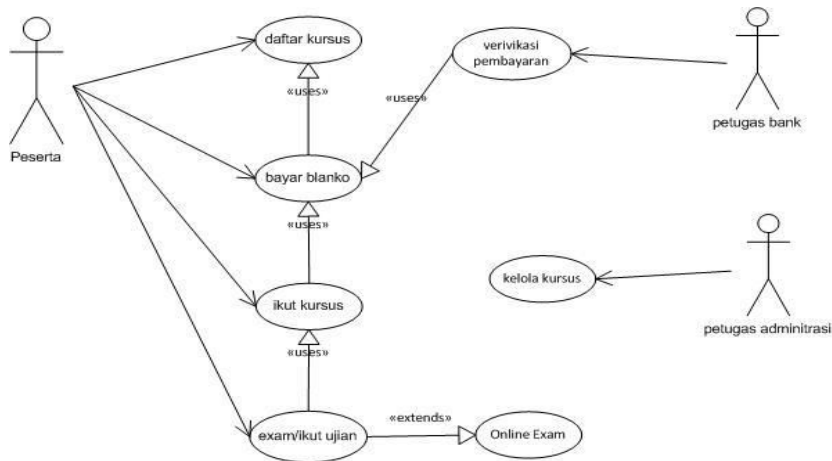 daftar kursus
verivikasi
pembayaran
«uses»
«uses»
petugas bank
Peserta
bayar blanko
«uses»
kelola kursus
ikut kursus
petugas adminitrasi
«uses»
«extends»
exam/ikut ujian
Online Exam